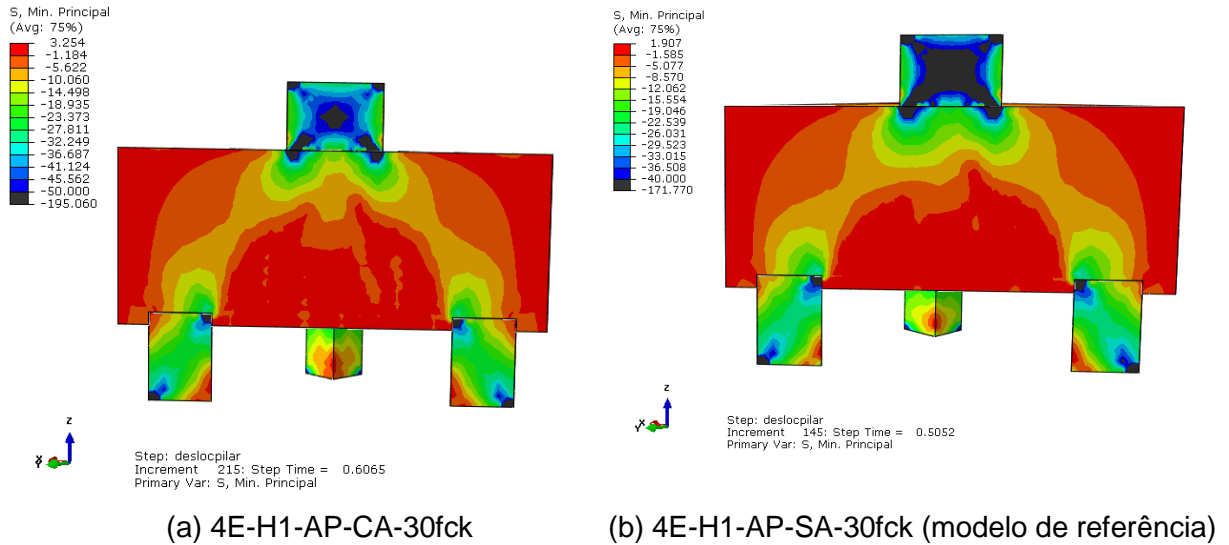 S, Min. Principal
(Avg: 75%)
3.254
-1.184
-5.622
-10.060
-14.498
-18.935
-23.373
-27.811
-32.249
-36.687
-41.124
-45.562
-50.000
-195.060
z
x
Y
Step: deslocpilar
Increment 215: Step Time = 0.6065
Primary Var: S, Min. Principal
(a) 4E-H1-AP-CA-30fck
S, Min. Principal
(Avg: 75%)
1.907
-1.585
-5.077
-8.570
-12.062
-15.554
-19.046
-22.539
-26.031
-29.523
-33.015
-36.508
-40.000
-171.770
z
X
Y
Step: deslocpilar
Increment 145: Step Time = 0.5052
Primary Var: S, Min. Principal
(b) 4E-H1-AP-SA-30fck (modelo de referência)